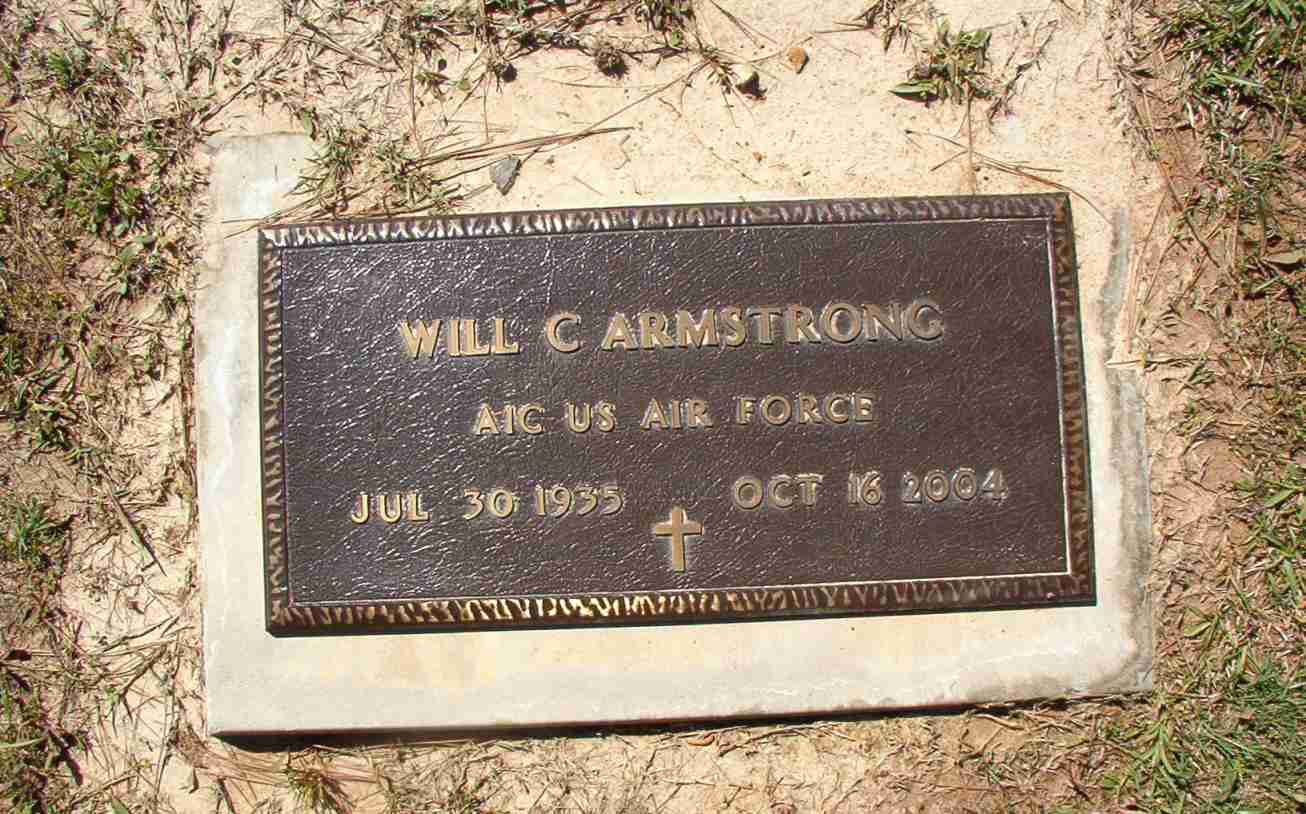 WILL C ARMSTRONG
A1C US AIR FORCE
JUL 30 1935 OCT 16 2004